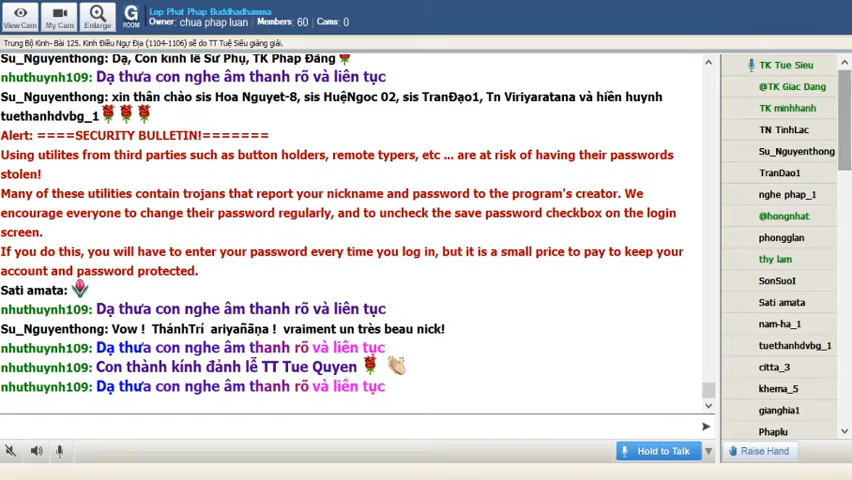 View Cam
My Cam
Enlarge
G ROOM
Lop Phat Phap Buddhadhamma
Owner: chua phap luan Members: 60 Cams: 0
Trung Bộ Kinh- Bài 125. Kinh Điều Ngự Địa (1104-1106) sẽ do TT Tuệ Siêu giảng giải.
Su_Nguyenthong: Dạ, Con kính lễ Sư Phụ, TK Pháp Đăng
nhuthuynh109: Dạ thưa con nghe âm thanh rõ và liên tục
Su_Nguyenthong: xin thân chào sis Hoa Nguyet-8, sis HuệNgoc 02, sis TranĐạo1, Tn Viriyaratana và hiền huynh
tuethanhdvbg_1
Alert: ====SECURITY BULLETIN!=======
Using utilites from third parties such as button holders, remote typers, etc ... are at risk of having their passwords
stolen!
Many of these utilities contain trojans that report your nickname and password to the program's creator. We
encourage everyone to change their password regularly, and to uncheck the save password checkbox on the login
screen.
If you do this, you will have to enter your password every time you log in, but it is a small price to pay to keep your
account and password protected.
Sati amata:
nhuthuynh109: Dạ thưa con nghe âm thanh rõ và liên tục
Su_Nguyenthong: Vow ! ThánhTrí ariyañāṇa ! vraiment un très beau nick!
nhuthuynh109: Dạ thưa con nghe âm thanh rõ và liên tục
nhuthuynh109: Con thành kính đảnh lễ TT Tue Quyen
nhuthuynh109: Dạ thưa con nghe âm thanh rõ và liên tục
TK Tue Sieu
@TK Giac Dang
TK minhhanh
TN TinhLac
Su_Nguyenthong
TranDao1
nghe phap_1
@hongnhat
phongglan
thy lam
SonSuoI
Sati amata
nam-ha_1
tuethanhdvbg_1
citta_3
khema_5
gianghia1
Phaplu
Hold to Talk
Raise Hand